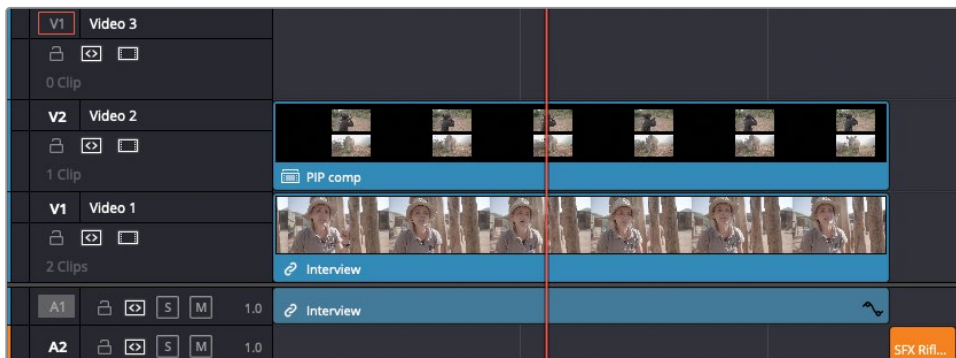 V1 Video 3
0 Clip
V2 Video 2
1 Clip
PIP comp
V1 Video 1
2 Clips
Interview
A1 S M 1.0 Interview
A2 S M 1.0 SFX Rifl...